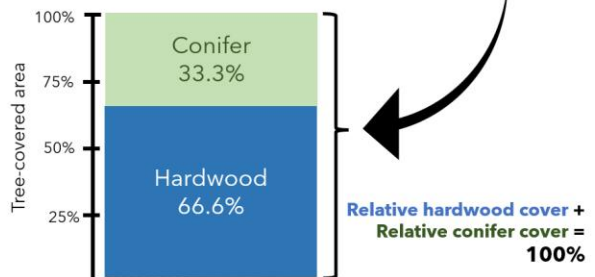 100%
75%
50%
25%
Tree-covered area
Conifer
33.3%
Hardwood
66.6%
Relative hardwood cover +
Relative conifer cover =
100%